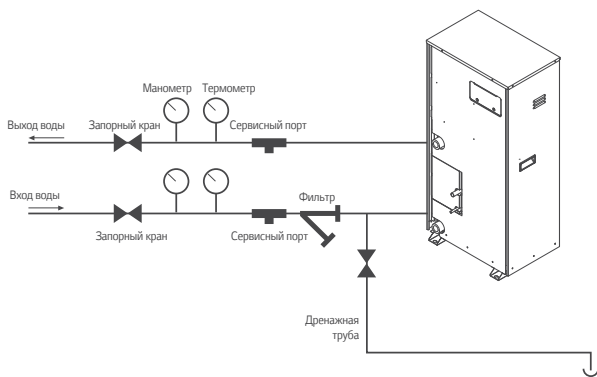 Манометр
Термометр
Выход воды
Запорный кран
Сервисный порт
Вход воды
Фильтр
Запорный кран
Сервисный порт
Дренажная
труба